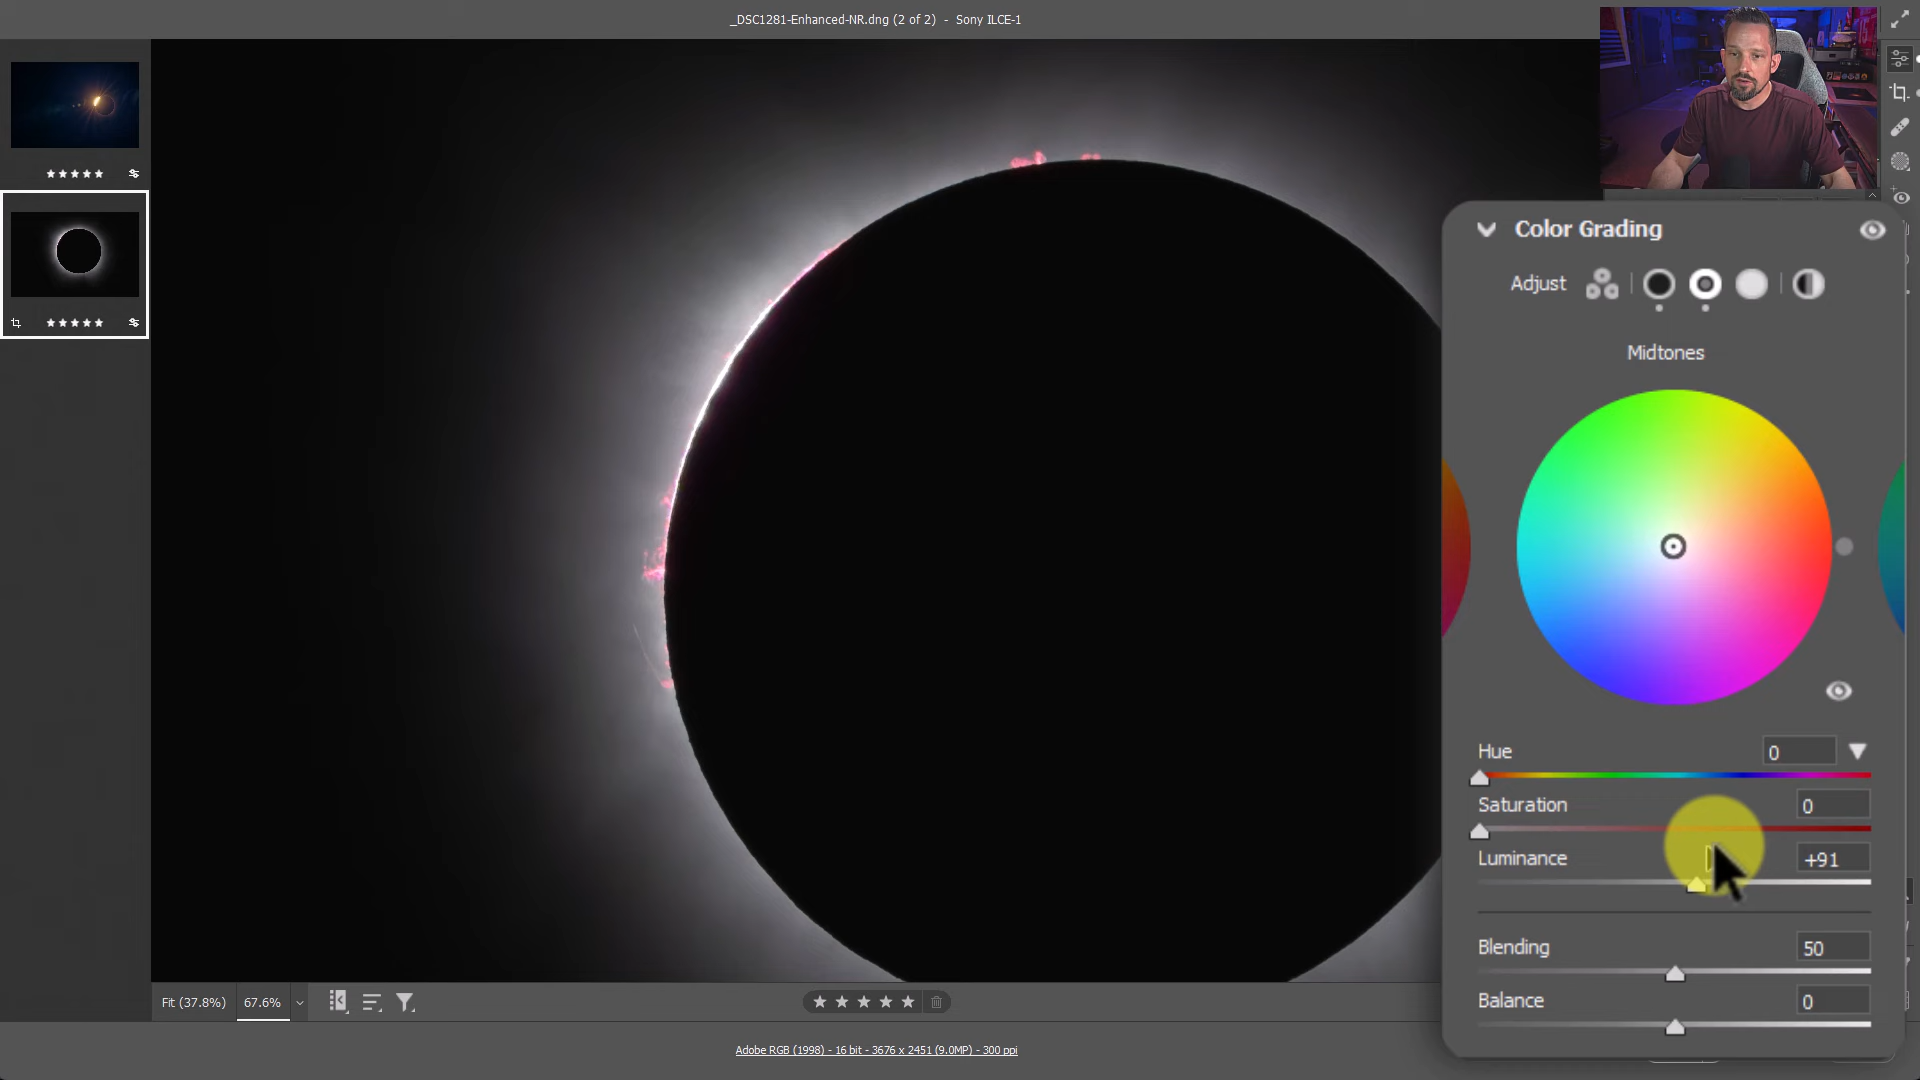 _DSC1281-Enhanced-NR.dng (2 of 2) - Sony ILCE-1
Color Grading
Adjust
Midtones
Hue
0
Saturation
0
Luminance
+91
Blending
50
Balance
0
Fit (37.8%)
67.6%
Adobe RGB (1998) - 16 bit - 3676 x 2451 (9.0MP) - 300 ppi